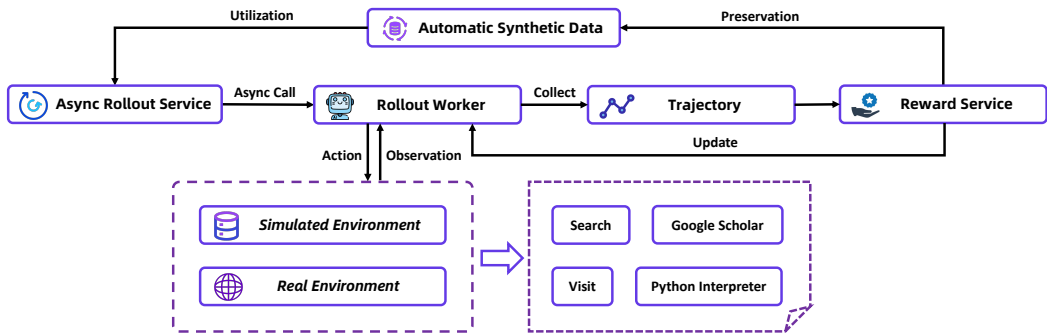 Utilization
Automatic Synthetic Data
Preservation
Async Rollout Service
Async Call
Rollout Worker
Collect
Trajectory
Reward Service
Update
Action
Observation
Simulated Environment
Real Environment
Search
Google Scholar
Visit
Python Interpreter